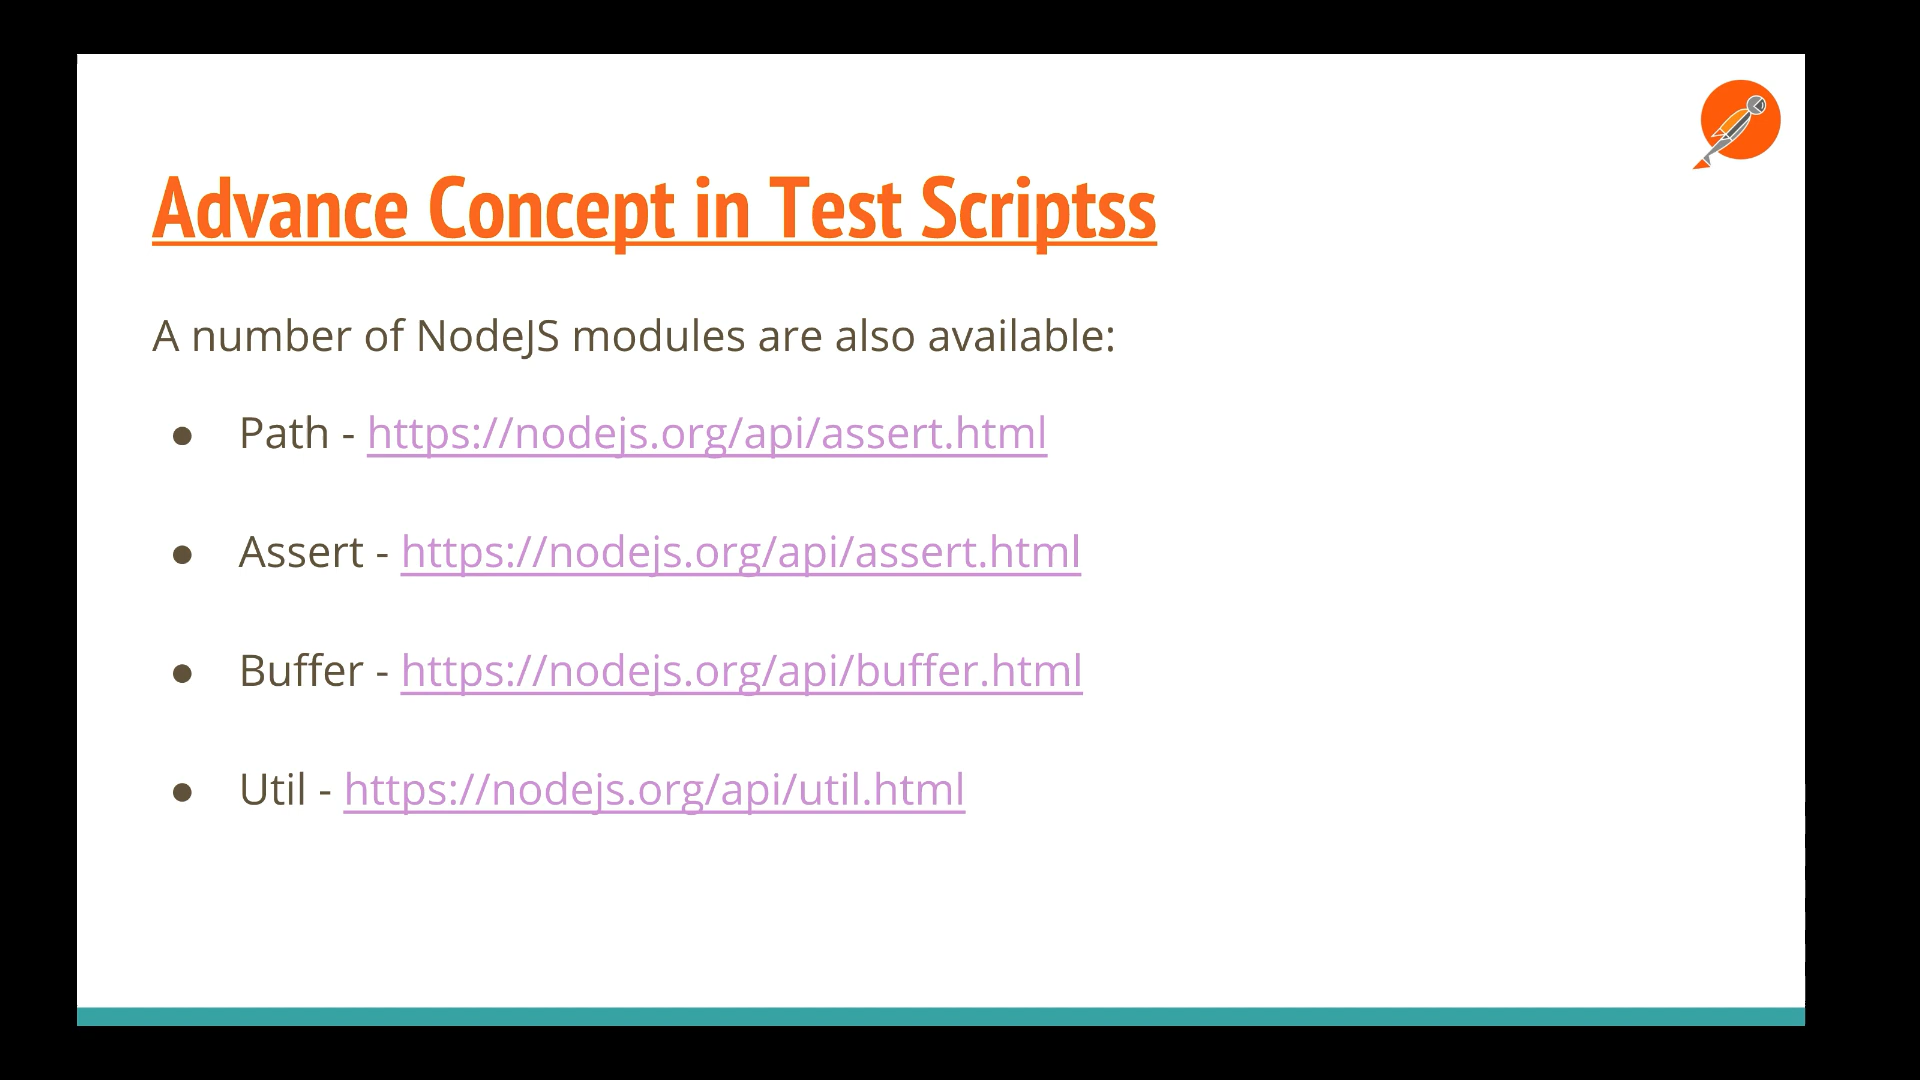 Advance Concept in Test Scriptss
A number of NodeJS modules are also available:
● Path - https://nodejs.org/api/assert.html
● Assert - https://nodejs.org/api/assert.html
● Buffer - https://nodejs.org/api/buffer.html
● Util - https://nodejs.org/api/util.html